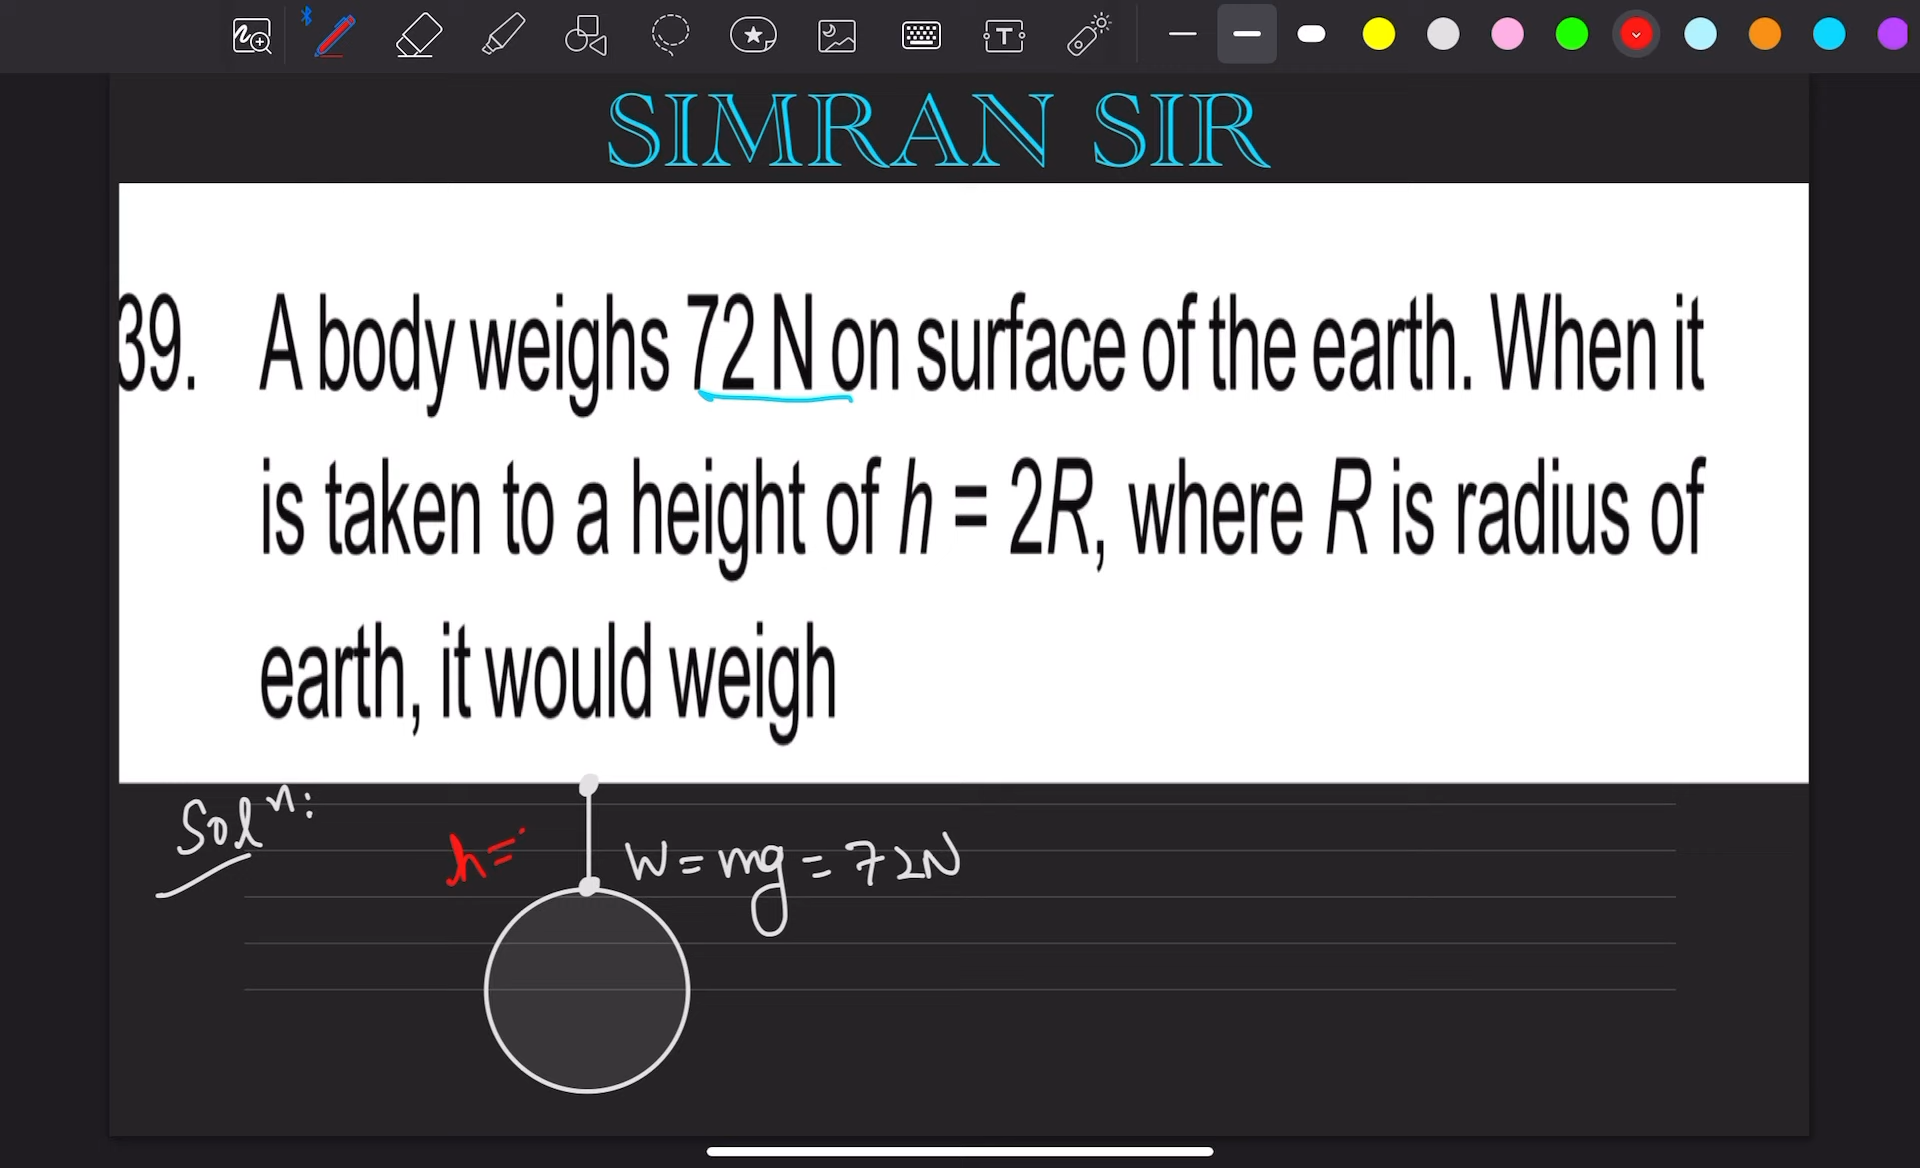 SIMRAN SIR
39. A body weighs 72 N on surface of the earth. When it
is taken to a height of h = 2R, where R is radius of
earth, it would weigh
Solⁿ:
h=
W = mg = 72N